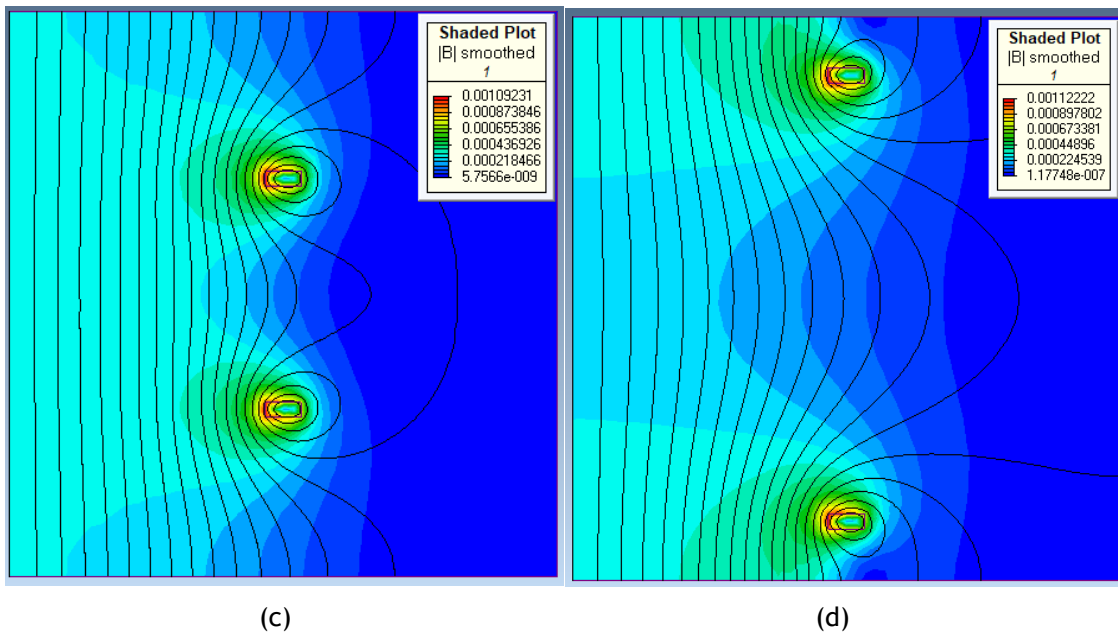 Shaded Plot
|B| smoothed
1
0.00109231
0.000873846
0.000655386
0.000436926
0.000218466
5.7566e-009
Shaded Plot
|B| smoothed
1
0.00112222
0.000897802
0.000673381
0.00044896
0.000224539
1.17748e-007
(c)
(d)